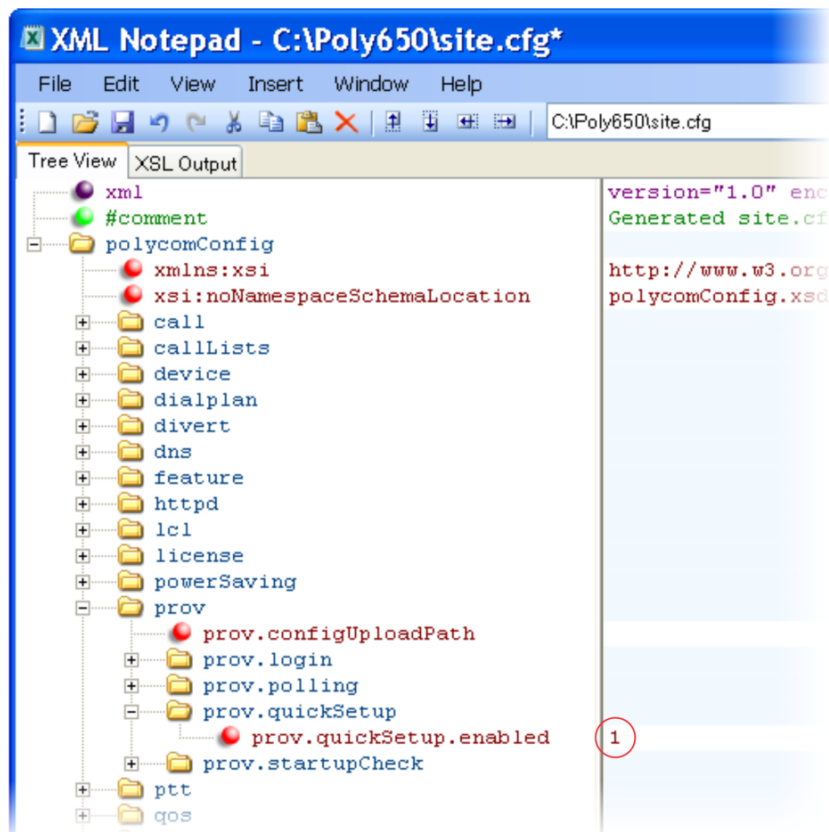 XML Notepad - C:\Poly650\site.cfg*
File Edit View Insert Window Help
C:\Poly650\site.cfg
Tree View XSL Output
xml version="1.0" enc
#comment Generated site.cf
polycomConfig
xmlns:xsi http://www.w3.org
xsi:noNamespaceSchemaLocation polycomConfig.xsd
call
callLists
device
dialplan
divert
dns
feature
httpd
lcl
license
powerSaving
prov
prov.configUploadPath
prov.login
prov.polling
prov.quickSetup
prov.quickSetup.enabled 1
prov.startupCheck
ptt
qos